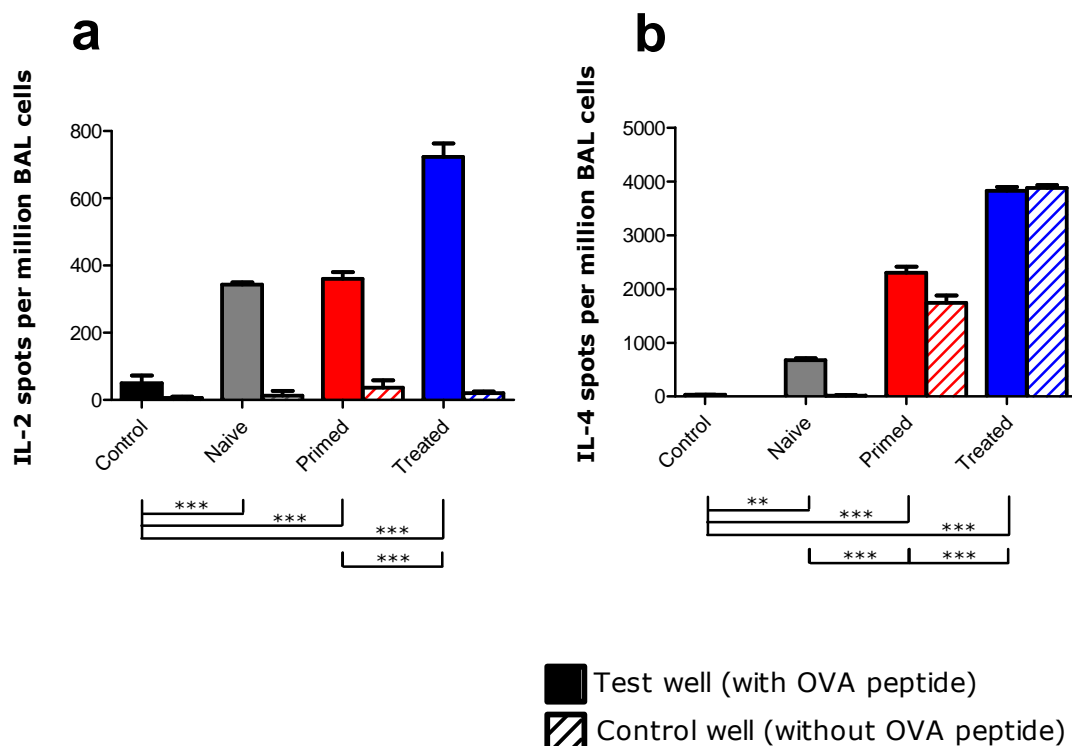 a
IL-2 spots per million BAL cells
800
600
400
200
0
Control
Naive
Primed
Treated
***
***
***
***
b
IL-4 spots per million BAL cells
5000
4000
3000
2000
1000
0
Control
Naive
Primed
Treated
**
***
***
*** ***
Test well (with OVA peptide)
Control well (without OVA peptide)